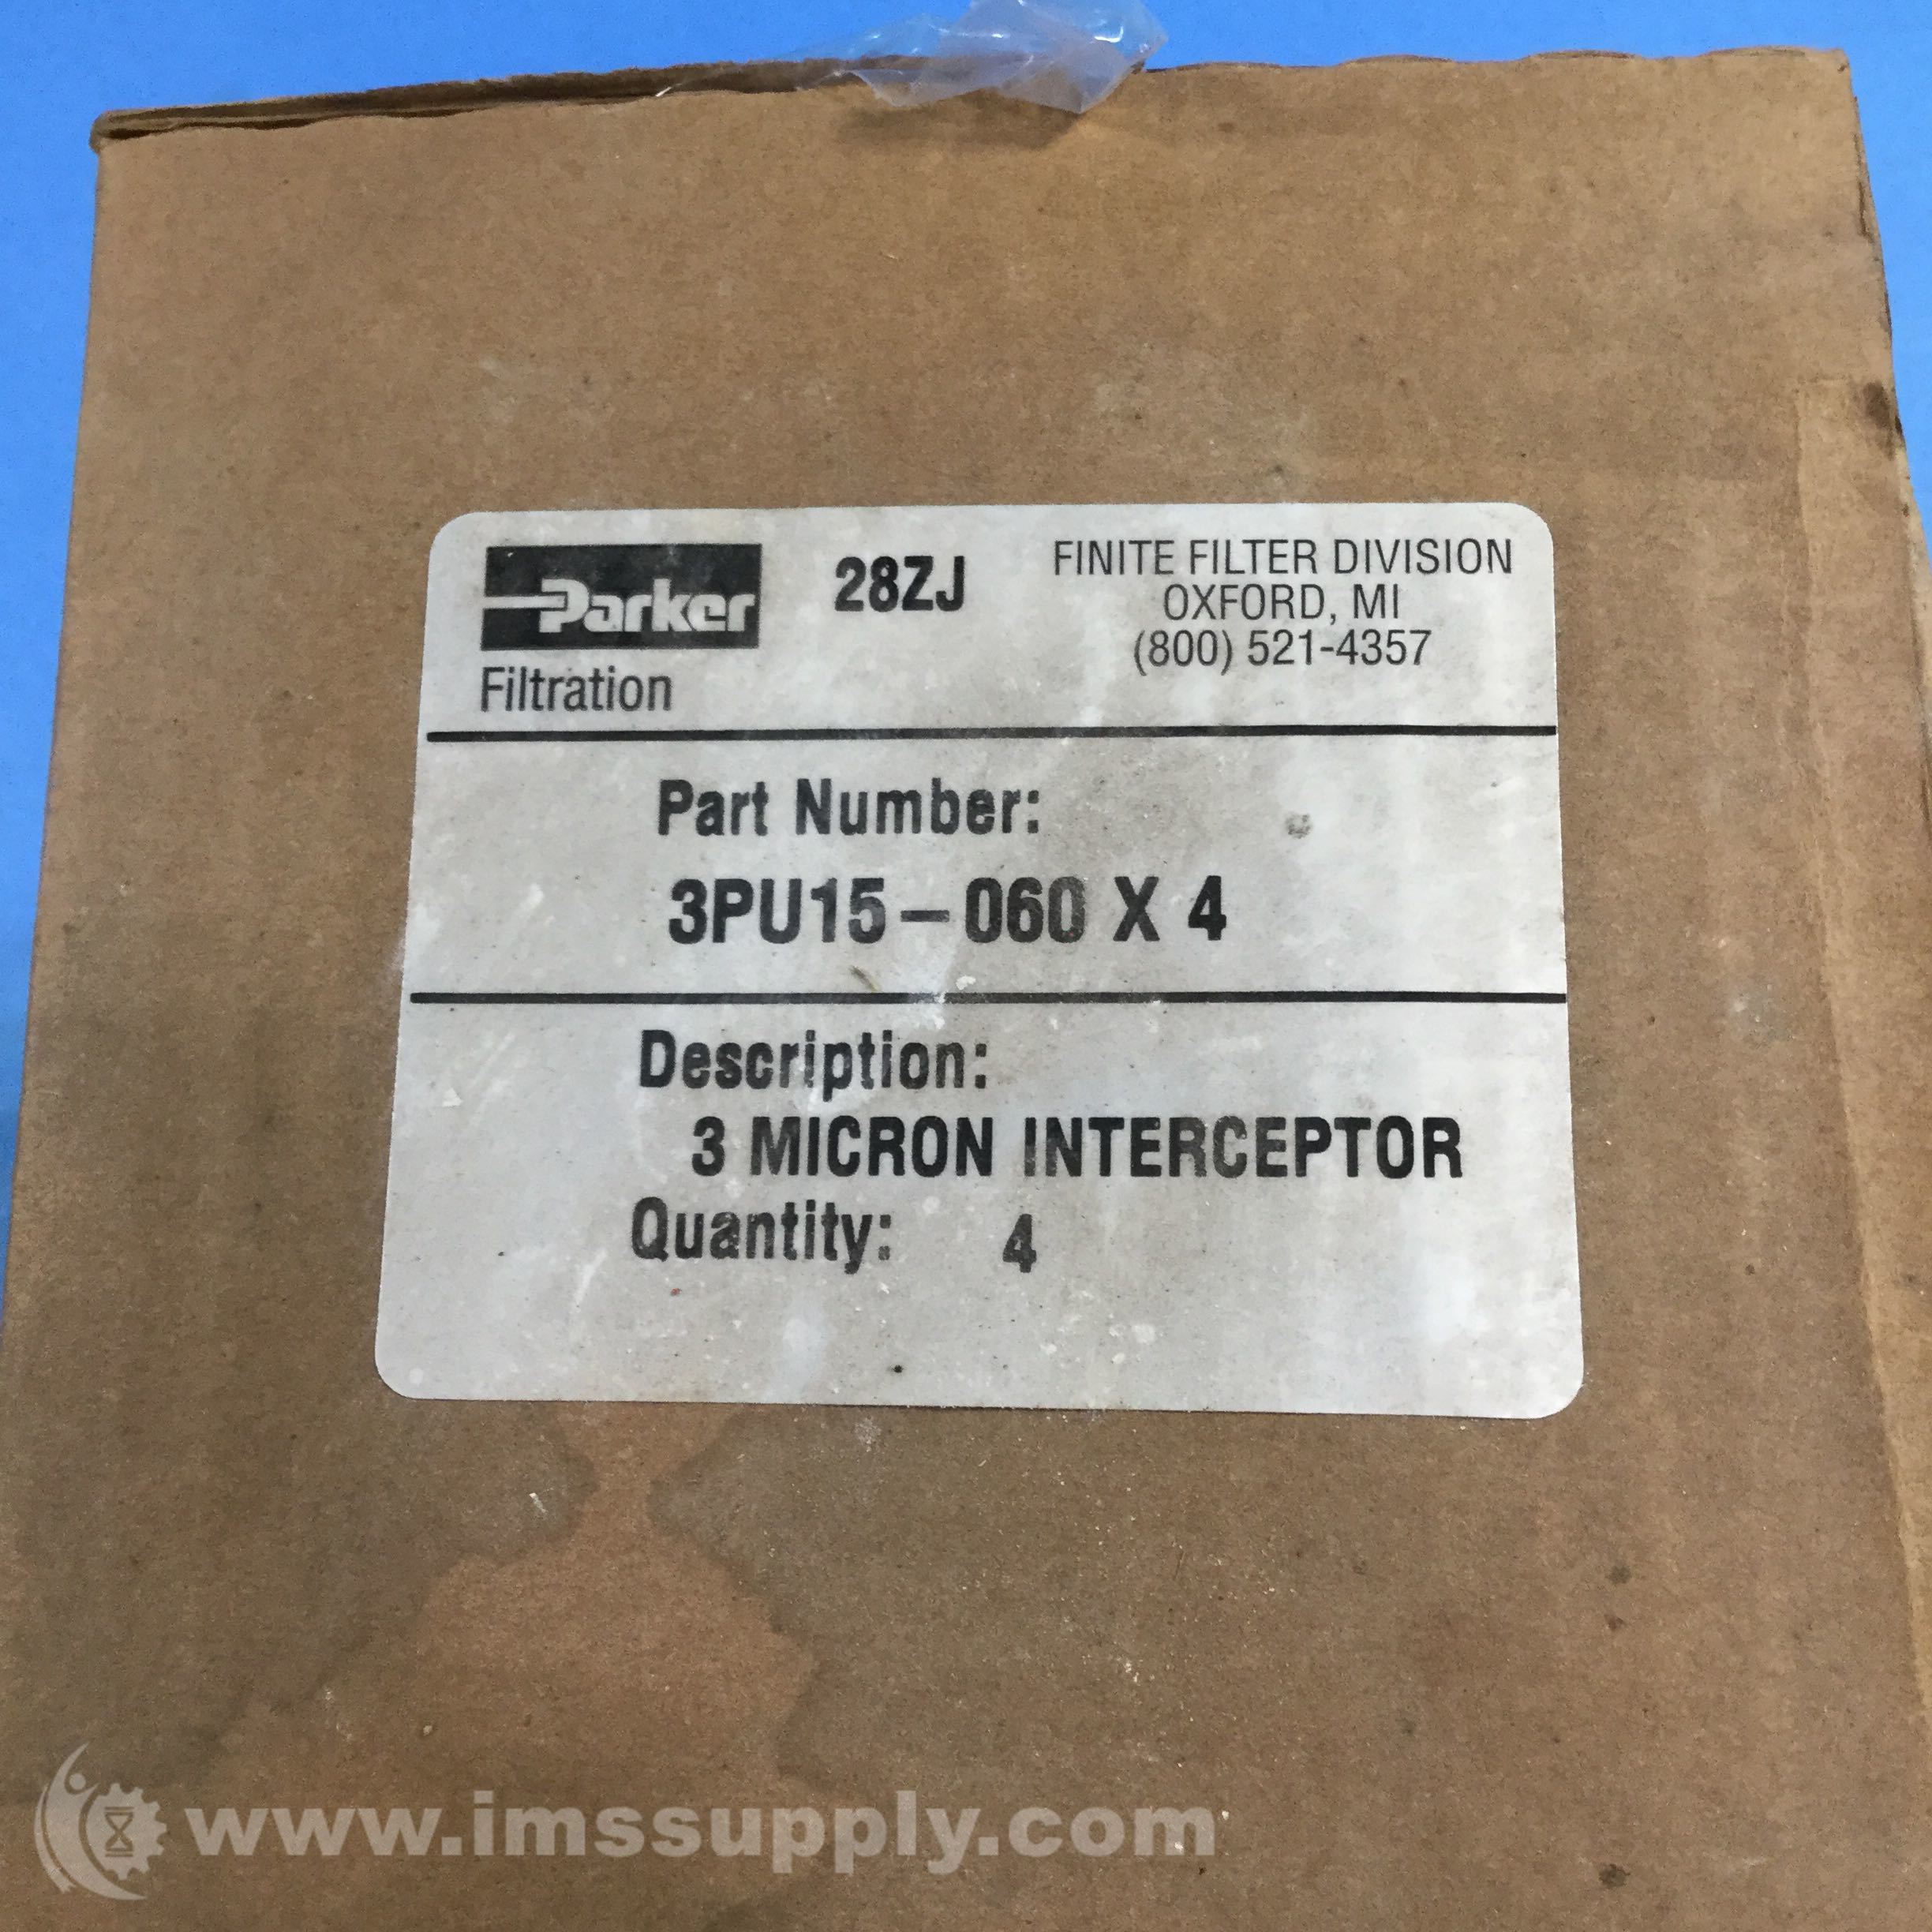 Parker
Filtration
28ZJ
FINITE FILTER DIVISION
OXFORD, MI
(800) 521-4357
Part Number:
3PU15-060 X 4
Description:
3 MICRON INTERCEPTOR
Quantity: 4
www.imssupply.com